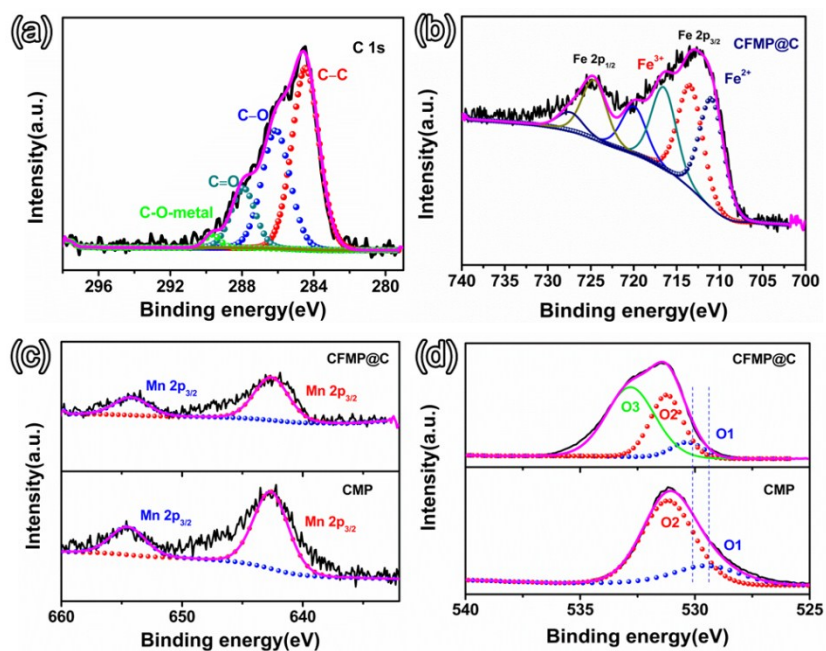 (a)
C 1s
C–C
C–O
C=O
C-O-metal
Intensity(a.u.)
296 292 288 284 280
Binding energy(eV)
(b)
CFMP@C
Fe 2p1/2
Fe 2p3/2
Fe3+
Fe2+
Intensity(a.u.)
740 735 730 725 720 715 710 705 700
Binding energy(eV)
(c)
CFMP@C
Mn 2p3/2
Mn 2p3/2
CMP
Mn 2p3/2
Mn 2p3/2
Intensity(a.u.)
660 650 640
Binding energy(eV)
(d)
CFMP@C
O3
O2
O1
CMP
O2
O1
Intensity(a.u.)
540 535 530 525
Binding energy(eV)